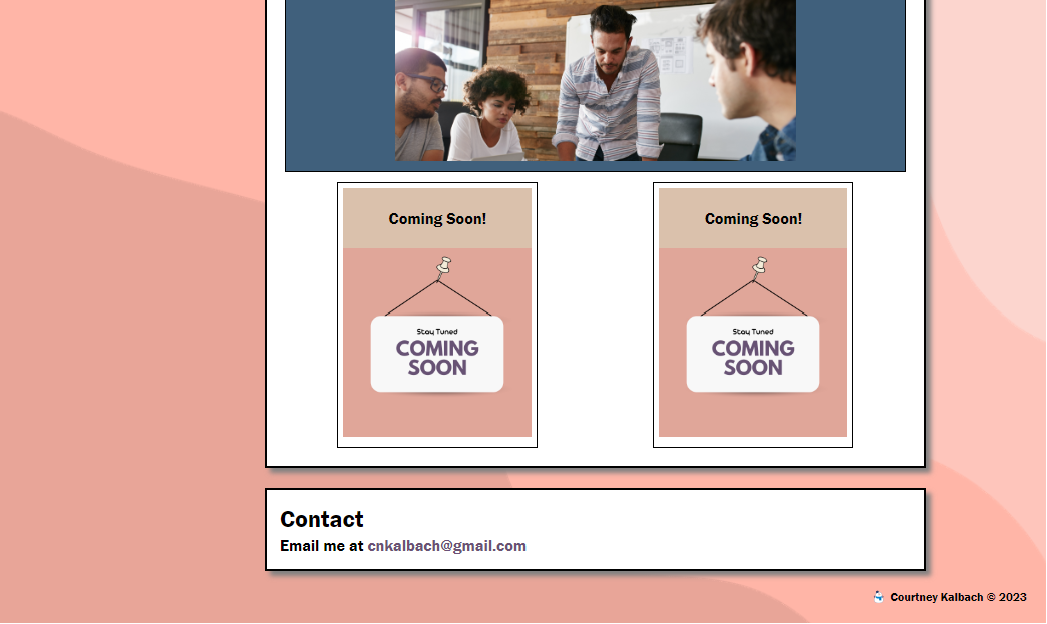 Coming Soon!
Coming Soon!
Stay Tuned
COMING
SOON
Stay Tuned
COMING
SOON
Contact
Email me at cnkalbach@gmail.com
Courtney Kalbach © 2023